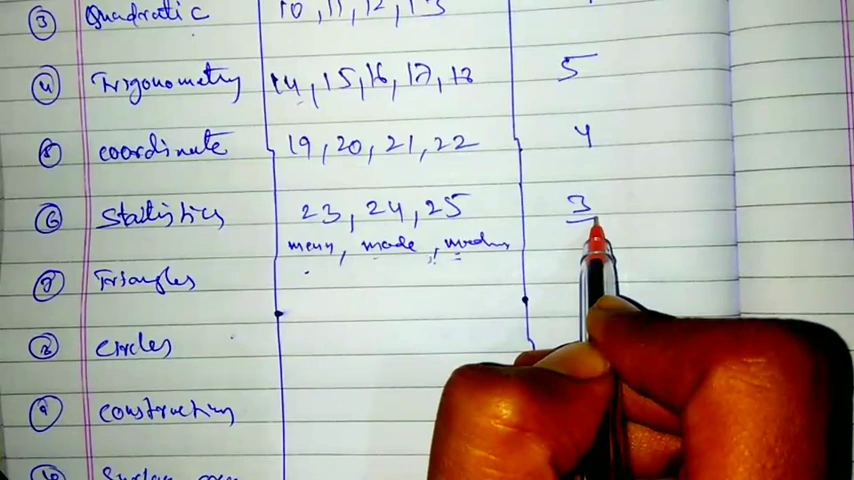 ③ Quadratic 10, 11, 12, 13
④ Trigonometry 14, 15, 16, 17, 18 5
⑤ coordinate 19, 20, 21, 22 4
⑥ Statistics 23, 24, 25 3
mean, mode,
⑦ Triangles
⑧ circles
⑨ construction
⑩